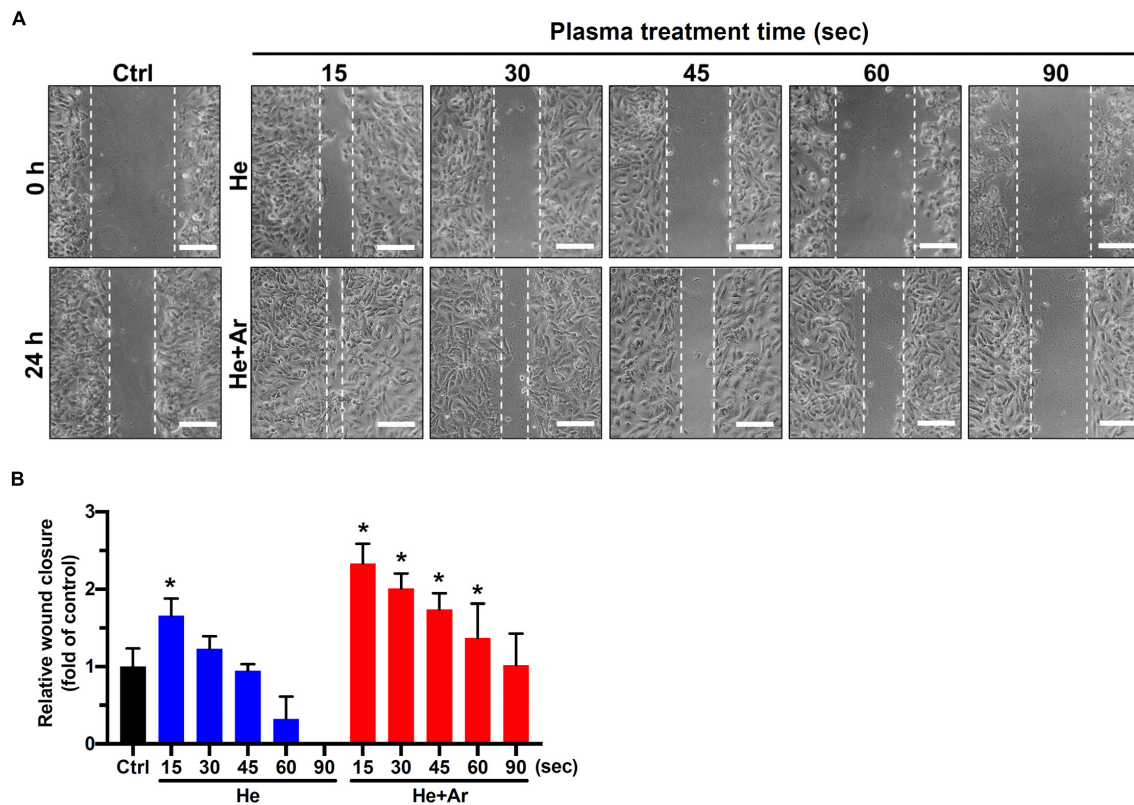 A
Plasma treatment time (sec)
Ctrl 15 30 45 60 90
0 h He
24 h He+Ar
B
Relative wound closure
(fold of control)
3
2
1
0
* * * * *
Ctrl 15 30 45 60 90 15 30 45 60 90 (sec)
He He+Ar